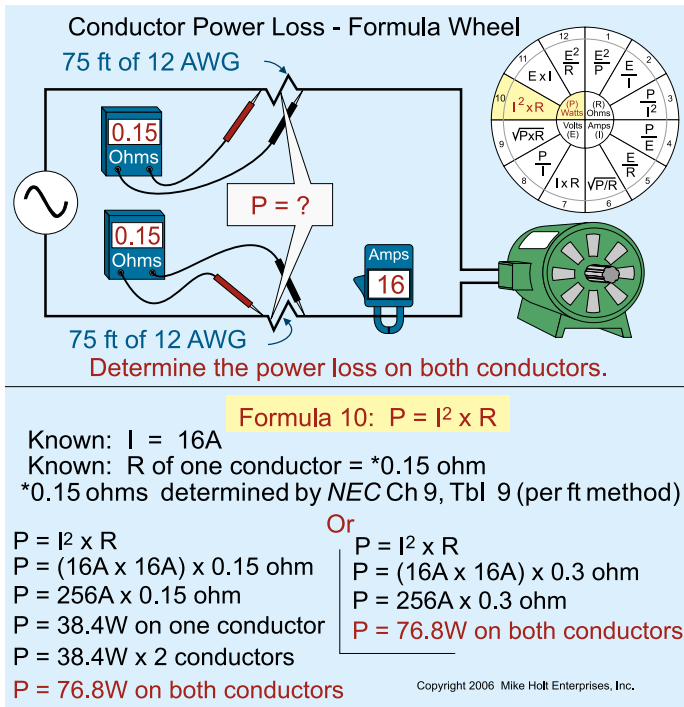 Conductor Power Loss - Formula Wheel
75 ft of 12 AWG
0.15
Ohms
P = ?
0.15
Ohms
Amps
16
75 ft of 12 AWG
12
1
2
3
4
5
6
7
8
9
10
11
E²/R
E²/P
E/I
P/I²
P/E
E/R
√P/R
I x R
P/I
√PxR
I² x R
E x I
(P)
Watts
(R)
Ohms
Volts
(E)
Amps
(I)
Determine the power loss on both conductors.
Formula 10: P = I² x R
Known: I = 16A
Known: R of one conductor = *0.15 ohm
*0.15 ohms determined by NEC Ch 9, Tbl 9 (per ft method)
Or
P = I² x R
P = (16A x 16A) x 0.15 ohm
P = 256A x 0.15 ohm
P = 38.4W on one conductor
P = 38.4W x 2 conductors
P = 76.8W on both conductors
P = I² x R
P = (16A x 16A) x 0.3 ohm
P = 256A x 0.3 ohm
P = 76.8W on both conductors
Copyright 2006 Mike Holt Enterprises, Inc.